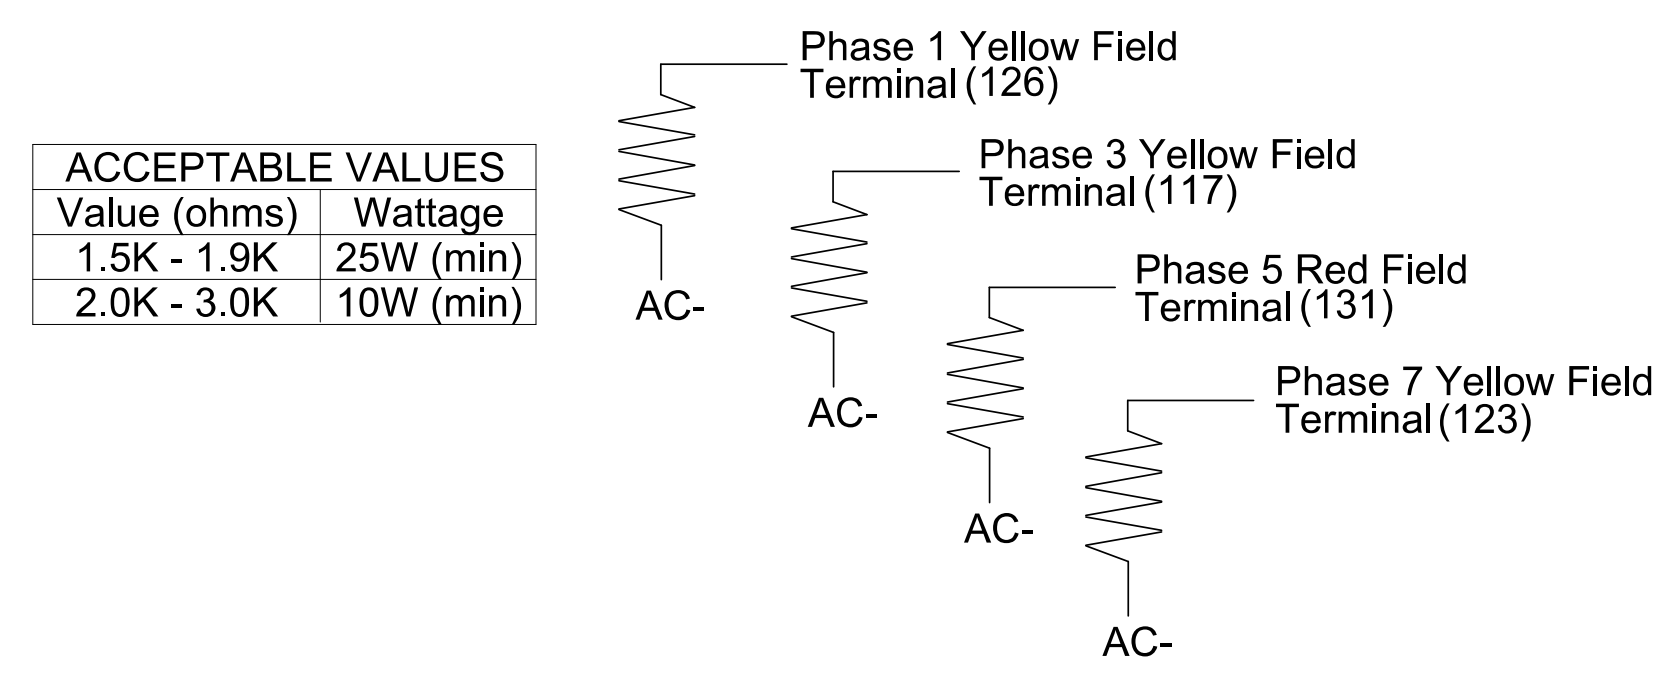 ACCEPTABLE VALUES
Value (ohms) Wattage
1.5K - 1.9K 25W (min)
2.0K - 3.0K 10W (min)
Phase 1 Yellow Field
Terminal (126)
AC-
Phase 3 Yellow Field
Terminal (117)
AC-
Phase 5 Red Field
Terminal (131)
AC-
Phase 7 Yellow Field
Terminal (123)
AC-